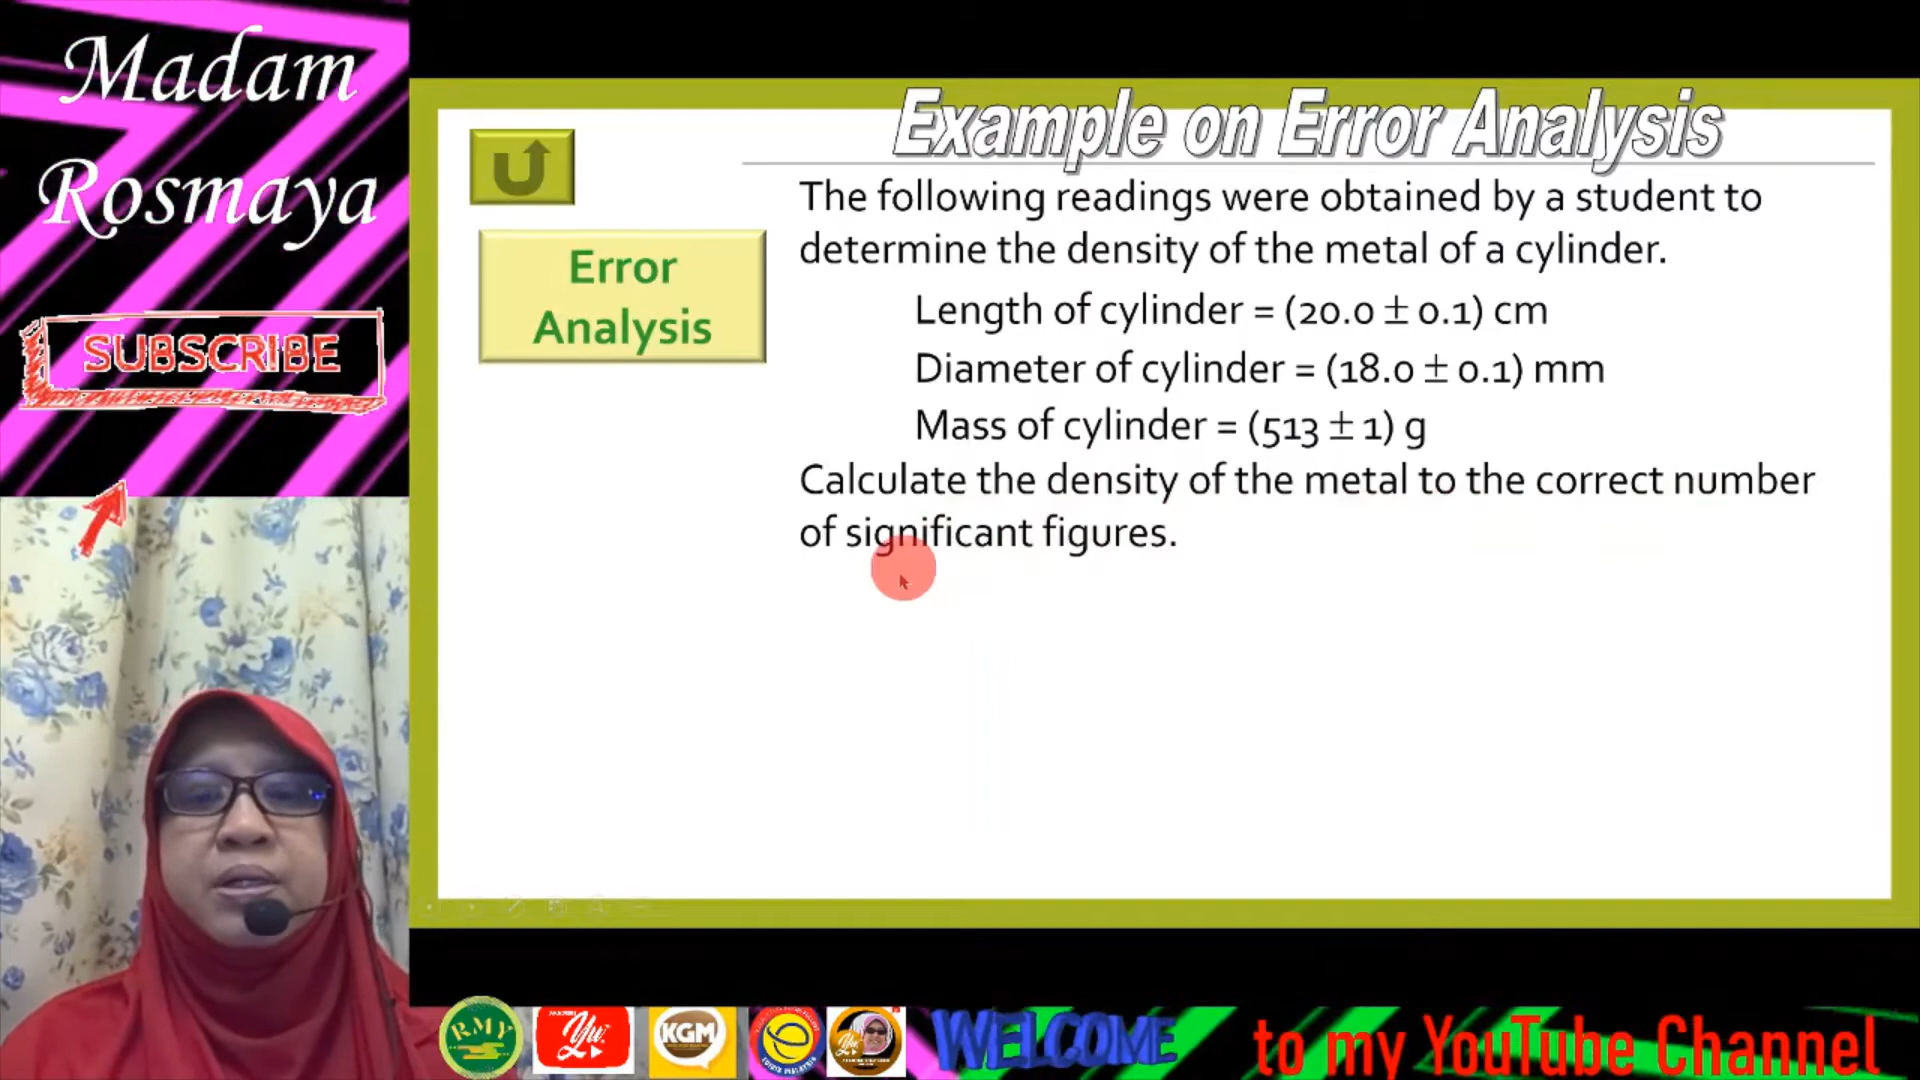 Madam
Rosmaya
SUBSCRIBE
Example on Error Analysis
Error
Analysis
The following readings were obtained by a student to
determine the density of the metal of a cylinder.
Length of cylinder = (20.0 ± 0.1) cm
Diameter of cylinder = (18.0 ± 0.1) mm
Mass of cylinder = (513 ± 1) g
Calculate the density of the metal to the correct number
of significant figures.
RMY
KGM
WELCOME
to my YouTube Channel